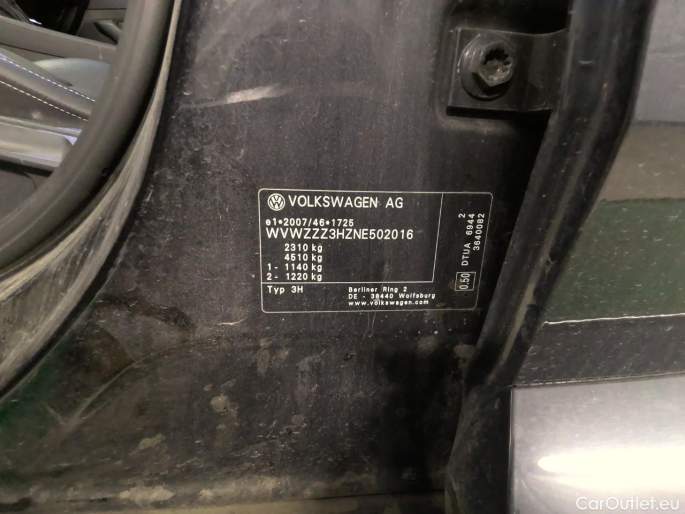 VOLKSWAGEN AG
e1*2007/46*1725
WVWZZZ3HZNE502016
2310 kg
4510 kg
1 - 1140 kg
2 - 1220 kg
Typ 3H
Berliner Ring 2
DE - 38440 Wolfsburg
www.volkswagen.com
0.50
DTUA 6944 2
3640082
CarOutlet.eu